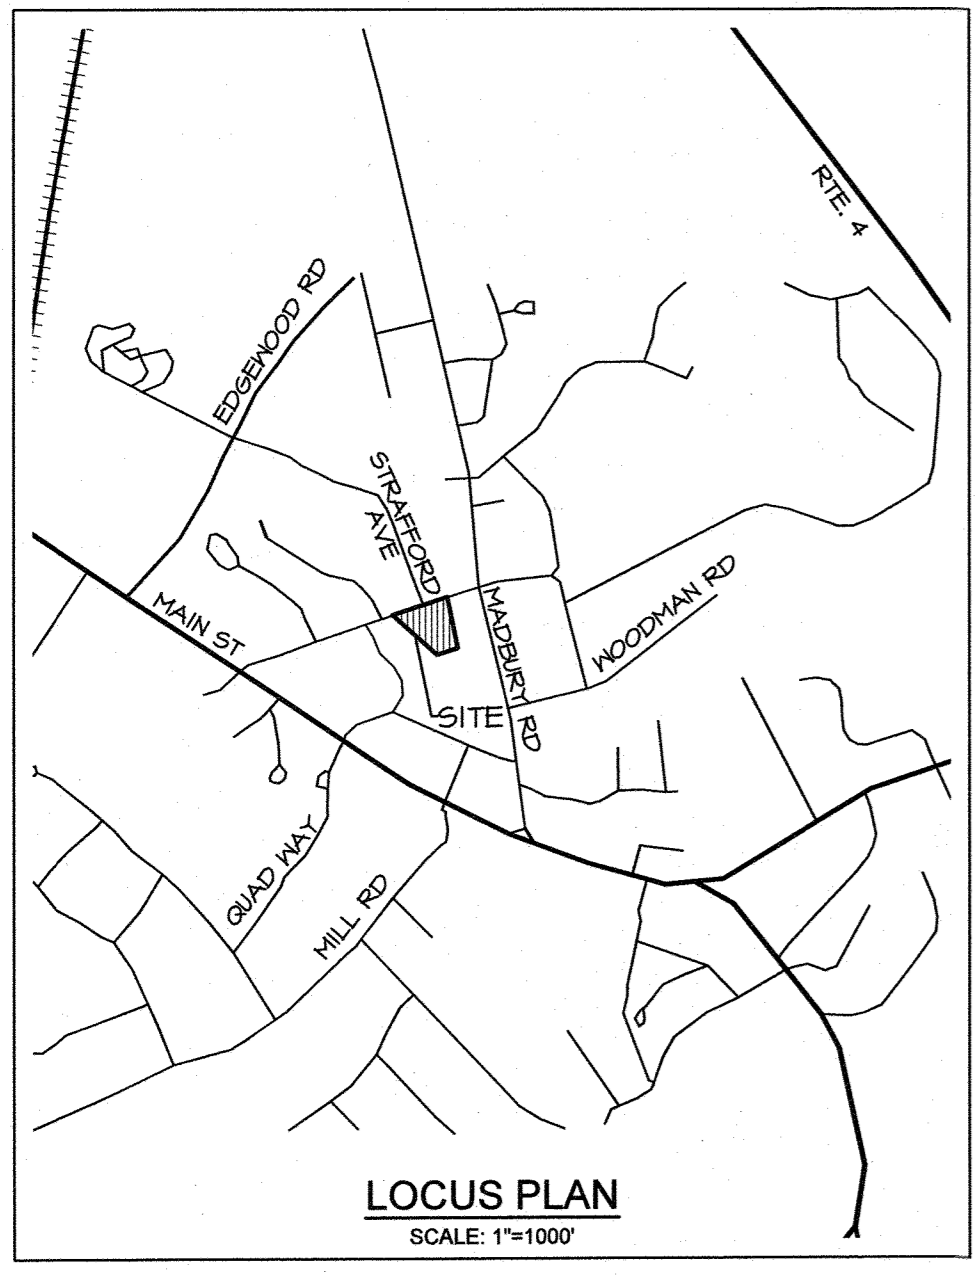 RTE. 4
EDGEWOOD RD
STRAFFORD
AVE
MAIN ST
MADBURY RD
WOODMAN RD
SITE
QUAD WAY
MILL RD
LOCUS PLAN
SCALE: 1"=1000'